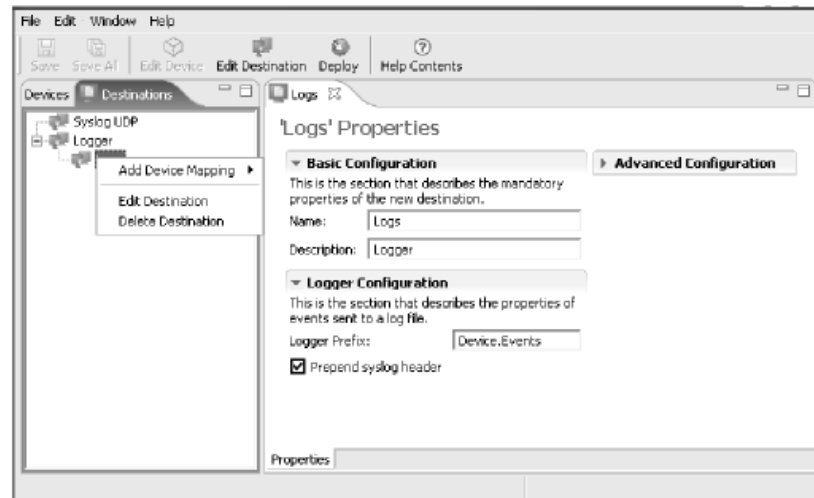 File Edit Window Help
Save Save All Edit Device Edit Destination Deploy Help Contents
Devices Destinations
Syslog UDP
Logger
Add Device Mapping
Edit Destination
Delete Destination
Logs
'Logs' Properties
Basic Configuration
This is the section that describes the mandatory
properties of the new destination.
Name: Logs
Description: Logger
Logger Configuration
This is the section that describes the properties of
events sent to a log file.
Logger Prefix: Device.Events
Prepend syslog header
Advanced Configuration
Properties